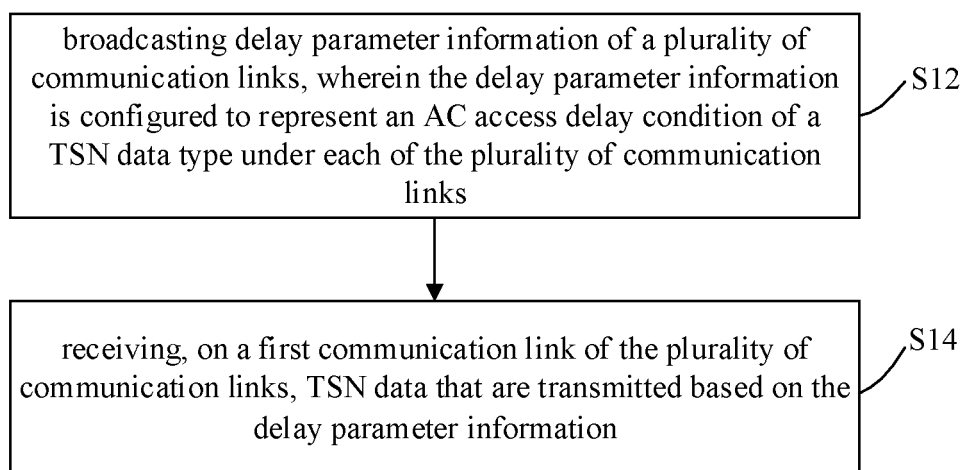 broadcasting delay parameter information of a plurality of
communication links, wherein the delay parameter information
is configured to represent an AC access delay condition of a
TSN data type under each of the plurality of communication
links
S12
receiving, on a first communication link of the plurality of
communication links, TSN data that are transmitted based on the
delay parameter information
S14